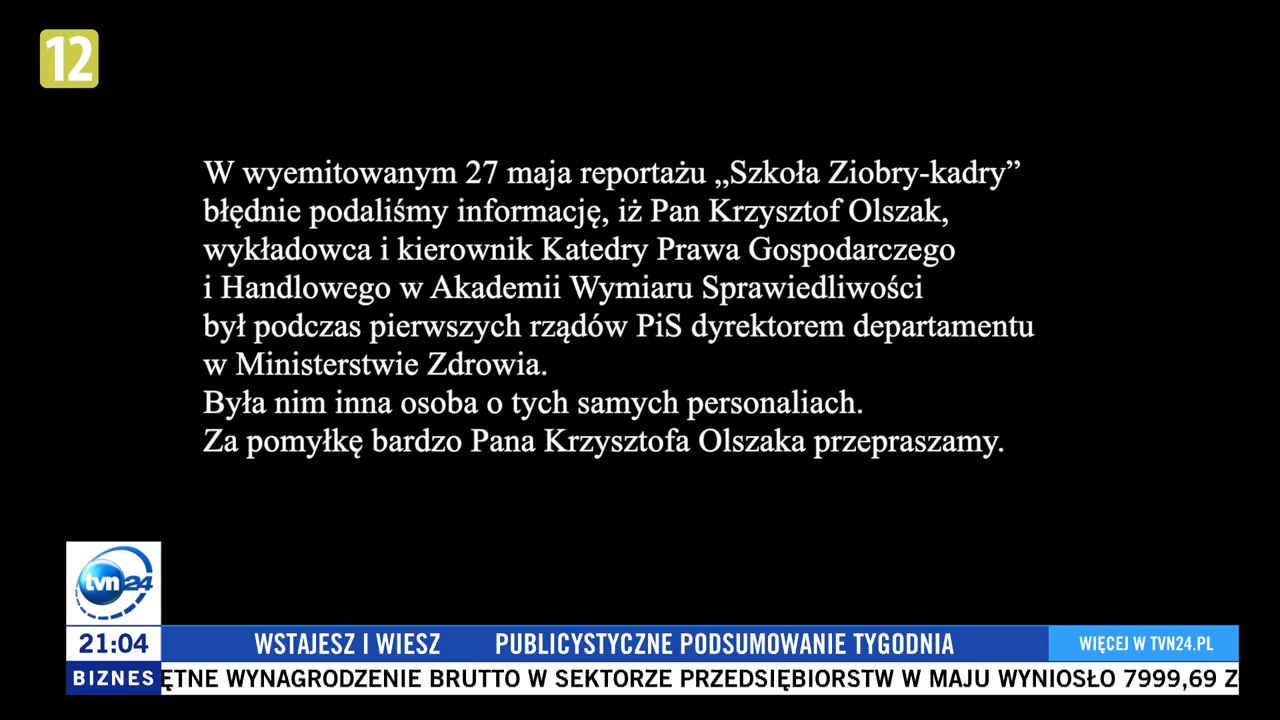 12
W wyemitowanym 27 maja reportażu „Szkoła Ziobry-kadry”
błędnie podaliśmy informację, iż Pan Krzysztof Olszak,
wykładowca i kierownik Katedry Prawa Gospodarczego
i Handlowego w Akademii Wymiaru Sprawiedliwości
był podczas pierwszych rządów PiS dyrektorem departamentu
w Ministerstwie Zdrowia.
Była nim inna osoba o tych samych personaliach.
Za pomyłkę bardzo Pana Krzysztofa Olszaka przepraszamy.
tvn24
21:04 WSTAJESZ I WIESZ PUBLICYSTYCZNE PODSUMOWANIE TYGODNIA WIĘCEJ W TVN24.PL
BIZNES ĘTNE WYNAGRODZENIE BRUTTO W SEKTORZE PRZEDSIĘBIORSTW W MAJU WYNIOSŁO 7999,69 Z